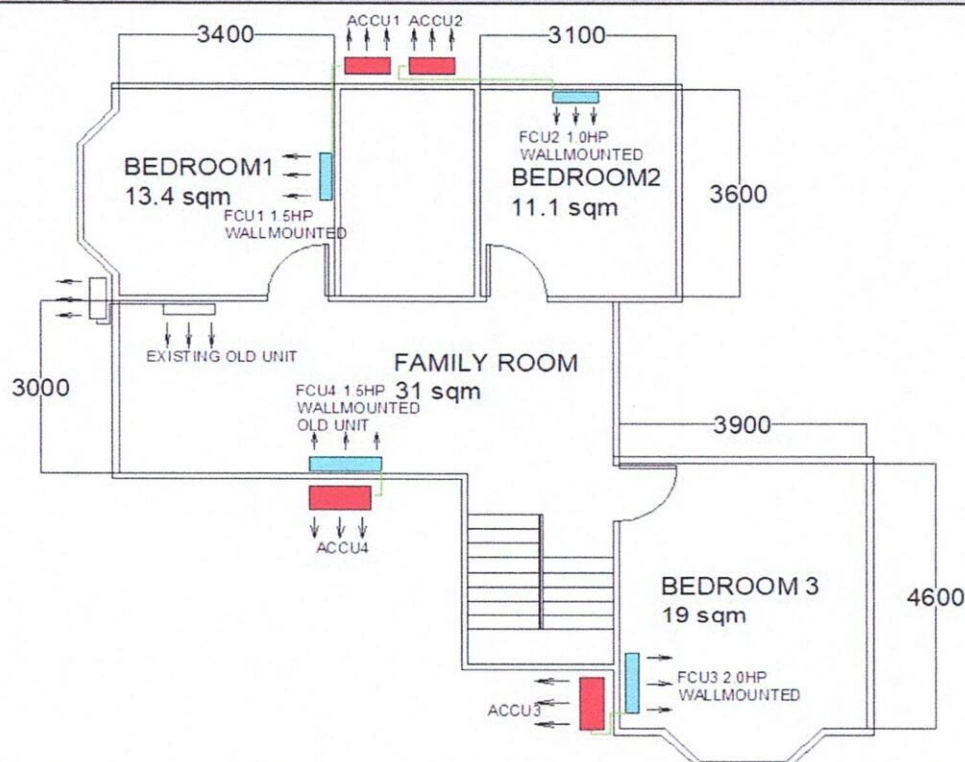 ACCU1 ACCU2
3400
3100
FCU2 1.0HP
WALLMOUNTED
BEDROOM1
13.4 sqm
BEDROOM2
11.1 sqm
3600
FCU1 1.5HP
WALLMOUNTED
EXISTING OLD UNIT
FAMILY ROOM
31 sqm
3000
FCU4 1.5HP
WALLMOUNTED
OLD UNIT
3900
ACCU4
BEDROOM 3
19 sqm
4600
FCU3 2.0HP
WALLMOUNTED
ACCU3